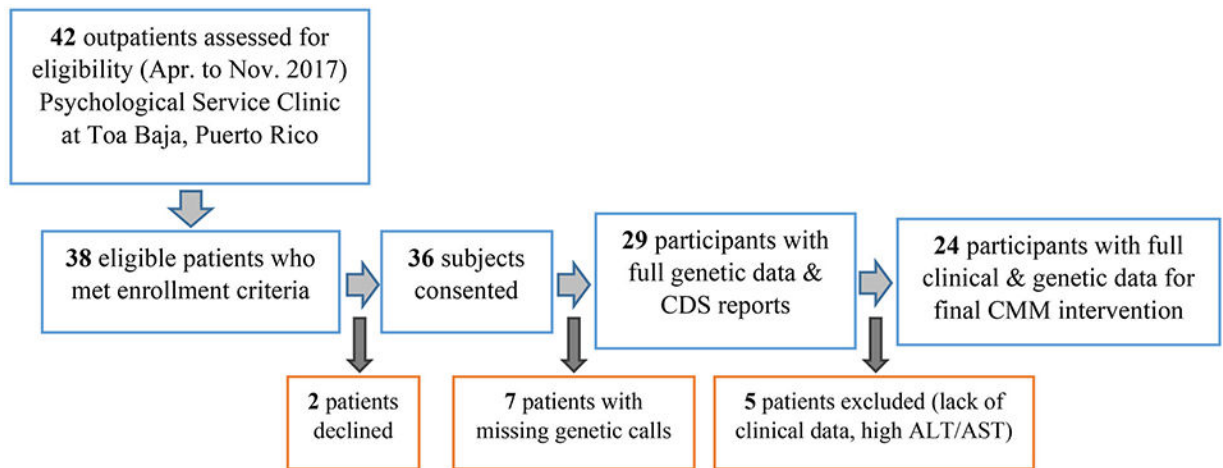 42 outpatients assessed for
eligibility (Apr. to Nov. 2017)
Psychological Service Clinic
at Toa Baja, Puerto Rico
38 eligible patients who
met enrollment criteria
36 subjects
consented
29 participants with
full genetic data &
CDS reports
24 participants with full
clinical & genetic data for
final CMM intervention
2 patients
declined
7 patients with
missing genetic calls
5 patients excluded (lack of
clinical data, high ALT/AST)